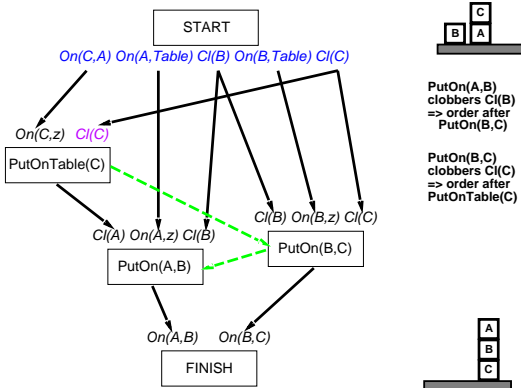 START
On(C,A) On(A,Table) Cl(B) On(B,Table) Cl(C)
On(C,z) Cl(C)
PutOnTable(C)
Cl(B) On(B,z) Cl(C)
Cl(A) On(A,z) Cl(B)
PutOn(B,C)
PutOn(A,B)
On(A,B) On(B,C)
FINISH
C
B A
PutOn(A,B)
clobbers Cl(B)
=> order after
PutOn(B,C)
PutOn(B,C)
clobbers Cl(C)
=> order after
PutOnTable(C)
A
B
C